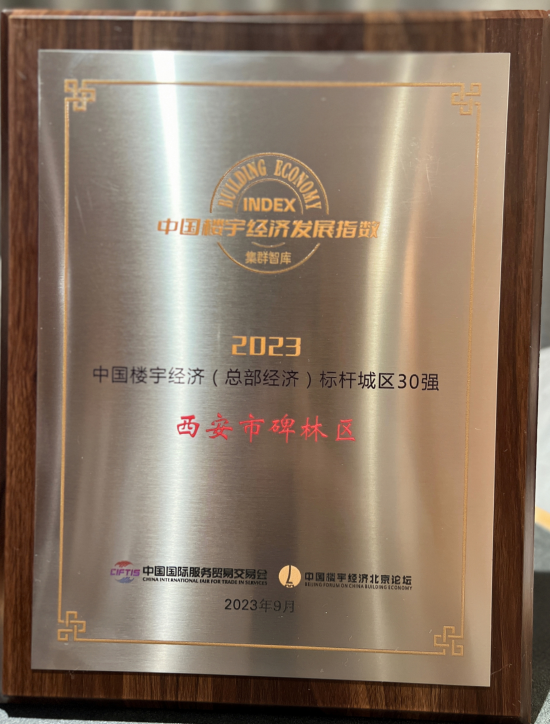 BUILDING ECONOMY
INDEX
中国楼宇经济发展指数
集群智库
2023
中国楼宇经济（总部经济）标杆城区30强
西安市碑林区
CIFTIS 中国国际服务贸易交易会 中国楼宇经济北京论坛
CHINA INTERNATIONAL FAIR FOR TRADE IN SERVICES BEIJING FORUM ON CHINA BUILDING ECONOMY
2023年9月